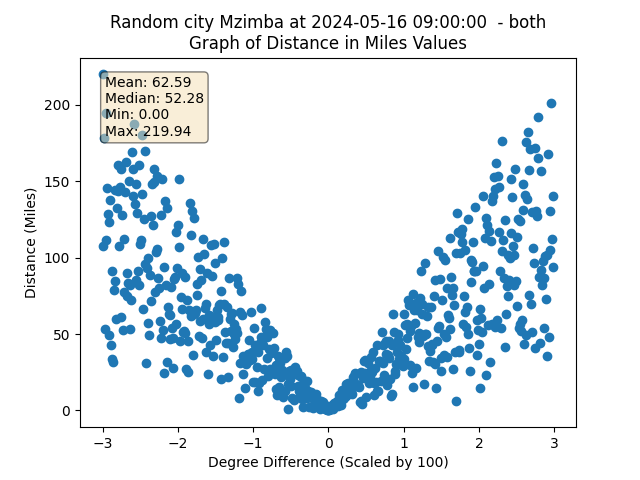 Random city Mzimba at 2024-05-16 09:00:00  - both
Graph of Distance in Miles Values
Mean: 62.59
Median: 52.28
Min: 0.00
Max: 219.94
200
150
100
50
0
Distance (Miles)
−3
−2
−1
0
1
2
3
Degree Difference (Scaled by 100)